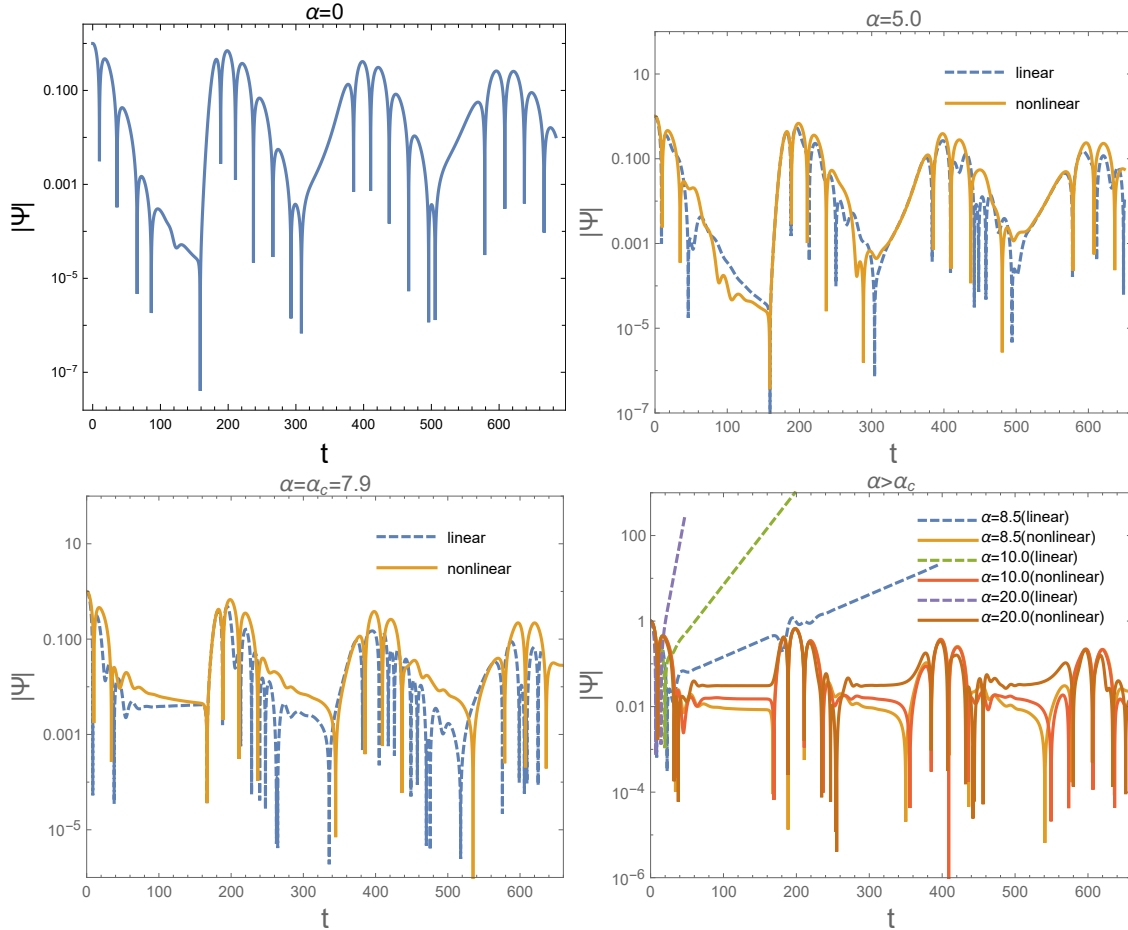 α=0
|Ψ|
0.100
0.001
10^-5
10^-7
0 100 200 300 400 500 600
t
α=5.0
|Ψ|
10
0.100
0.001
10^-5
10^-7
linear
nonlinear
0 100 200 300 400 500 600
t
α=α_c=7.9
|Ψ|
10
0.100
0.001
10^-5
linear
nonlinear
0 100 200 300 400 500 600
t
α>α_c
|Ψ|
100
1
0.01
10^-4
10^-6
α=8.5(linear)
α=8.5(nonlinear)
α=10.0(linear)
α=10.0(nonlinear)
α=20.0(linear)
α=20.0(nonlinear)
0 100 200 300 400 500 600
t